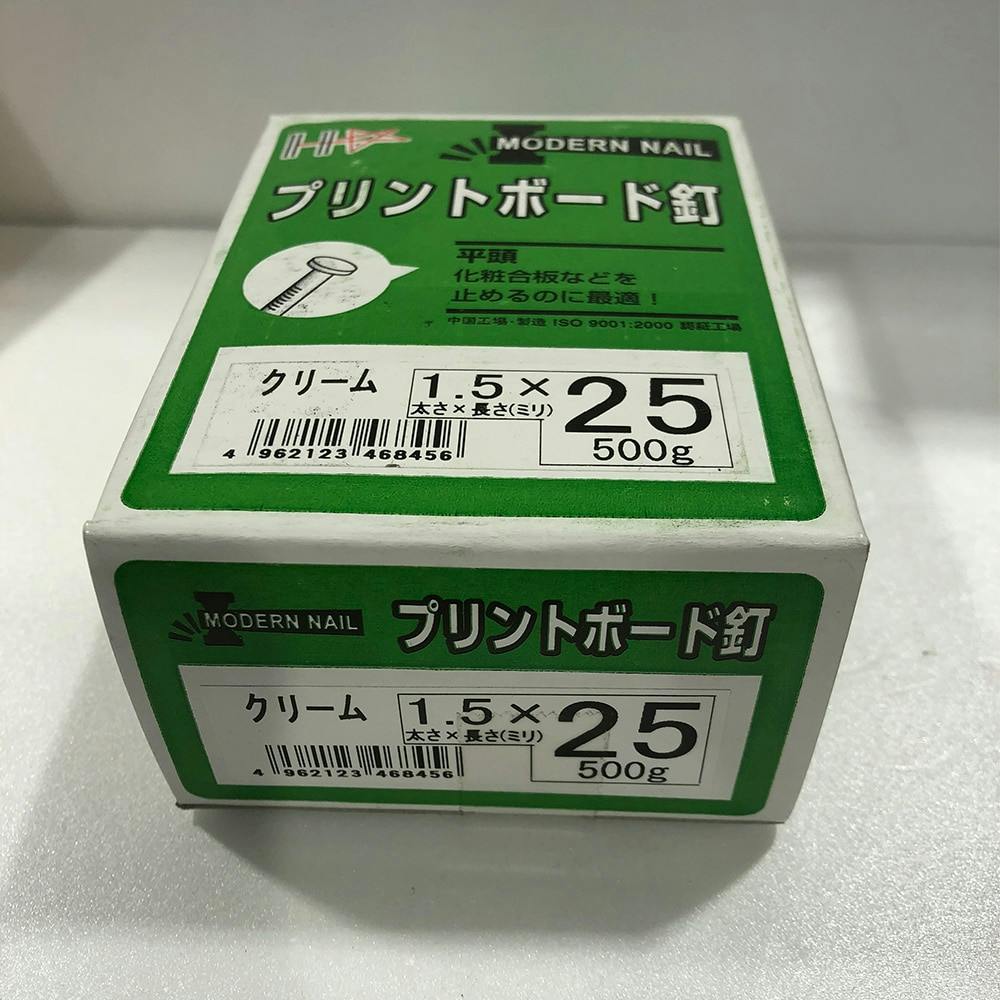 MODERN NAIL
プリントボード釘
平頭
化粧合板などを
止めるのに最適！
中国工場・製造 ISO 9001:2000 認証工場
クリーム
1.5×25
太さ×長さ(ミリ)
500g
4 962123 468456
MODERN NAIL
プリントボード釘
クリーム
1.5×25
太さ×長さ(ミリ)
500g
4 962123 468456